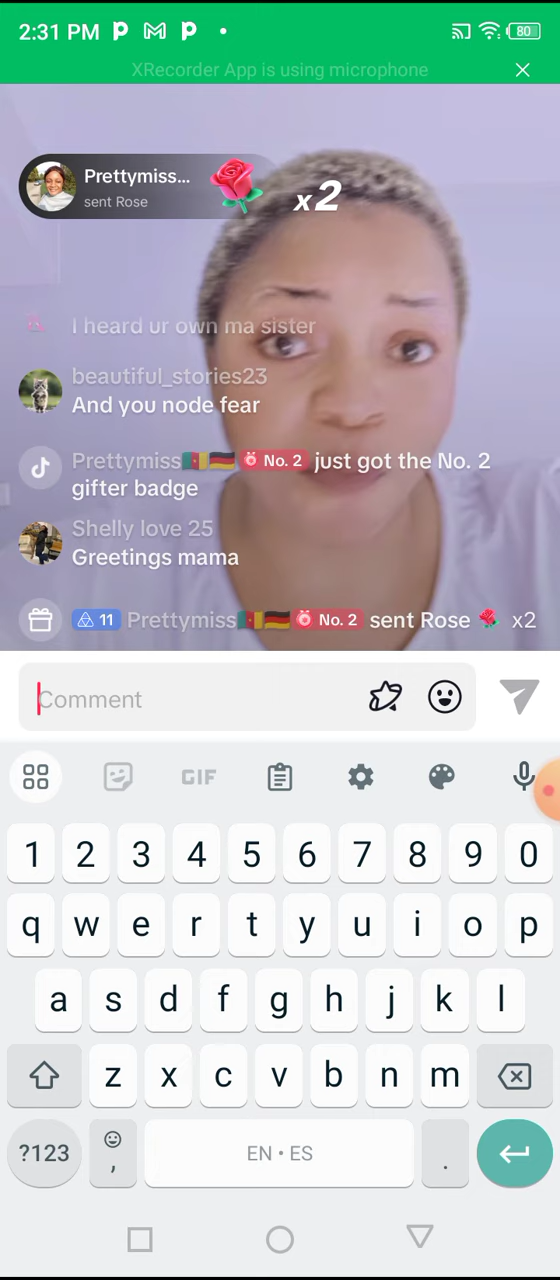 2:31 PM
80
XRecorder App is using microphone
Prettymiss...
sent Rose
x2
I heard ur own ma sister
beautiful_stories23
And you node fear
Prettymiss No. 2 just got the No. 2
gifter badge
Shelly love 25
Greetings mama
11 Prettymiss No. 2 sent Rose x2
Comment
GIF
1 2 3 4 5 6 7 8 9 0
q w e r t y u i o p
a s d f g h j k l
z x c v b n m
?123 , EN • ES .